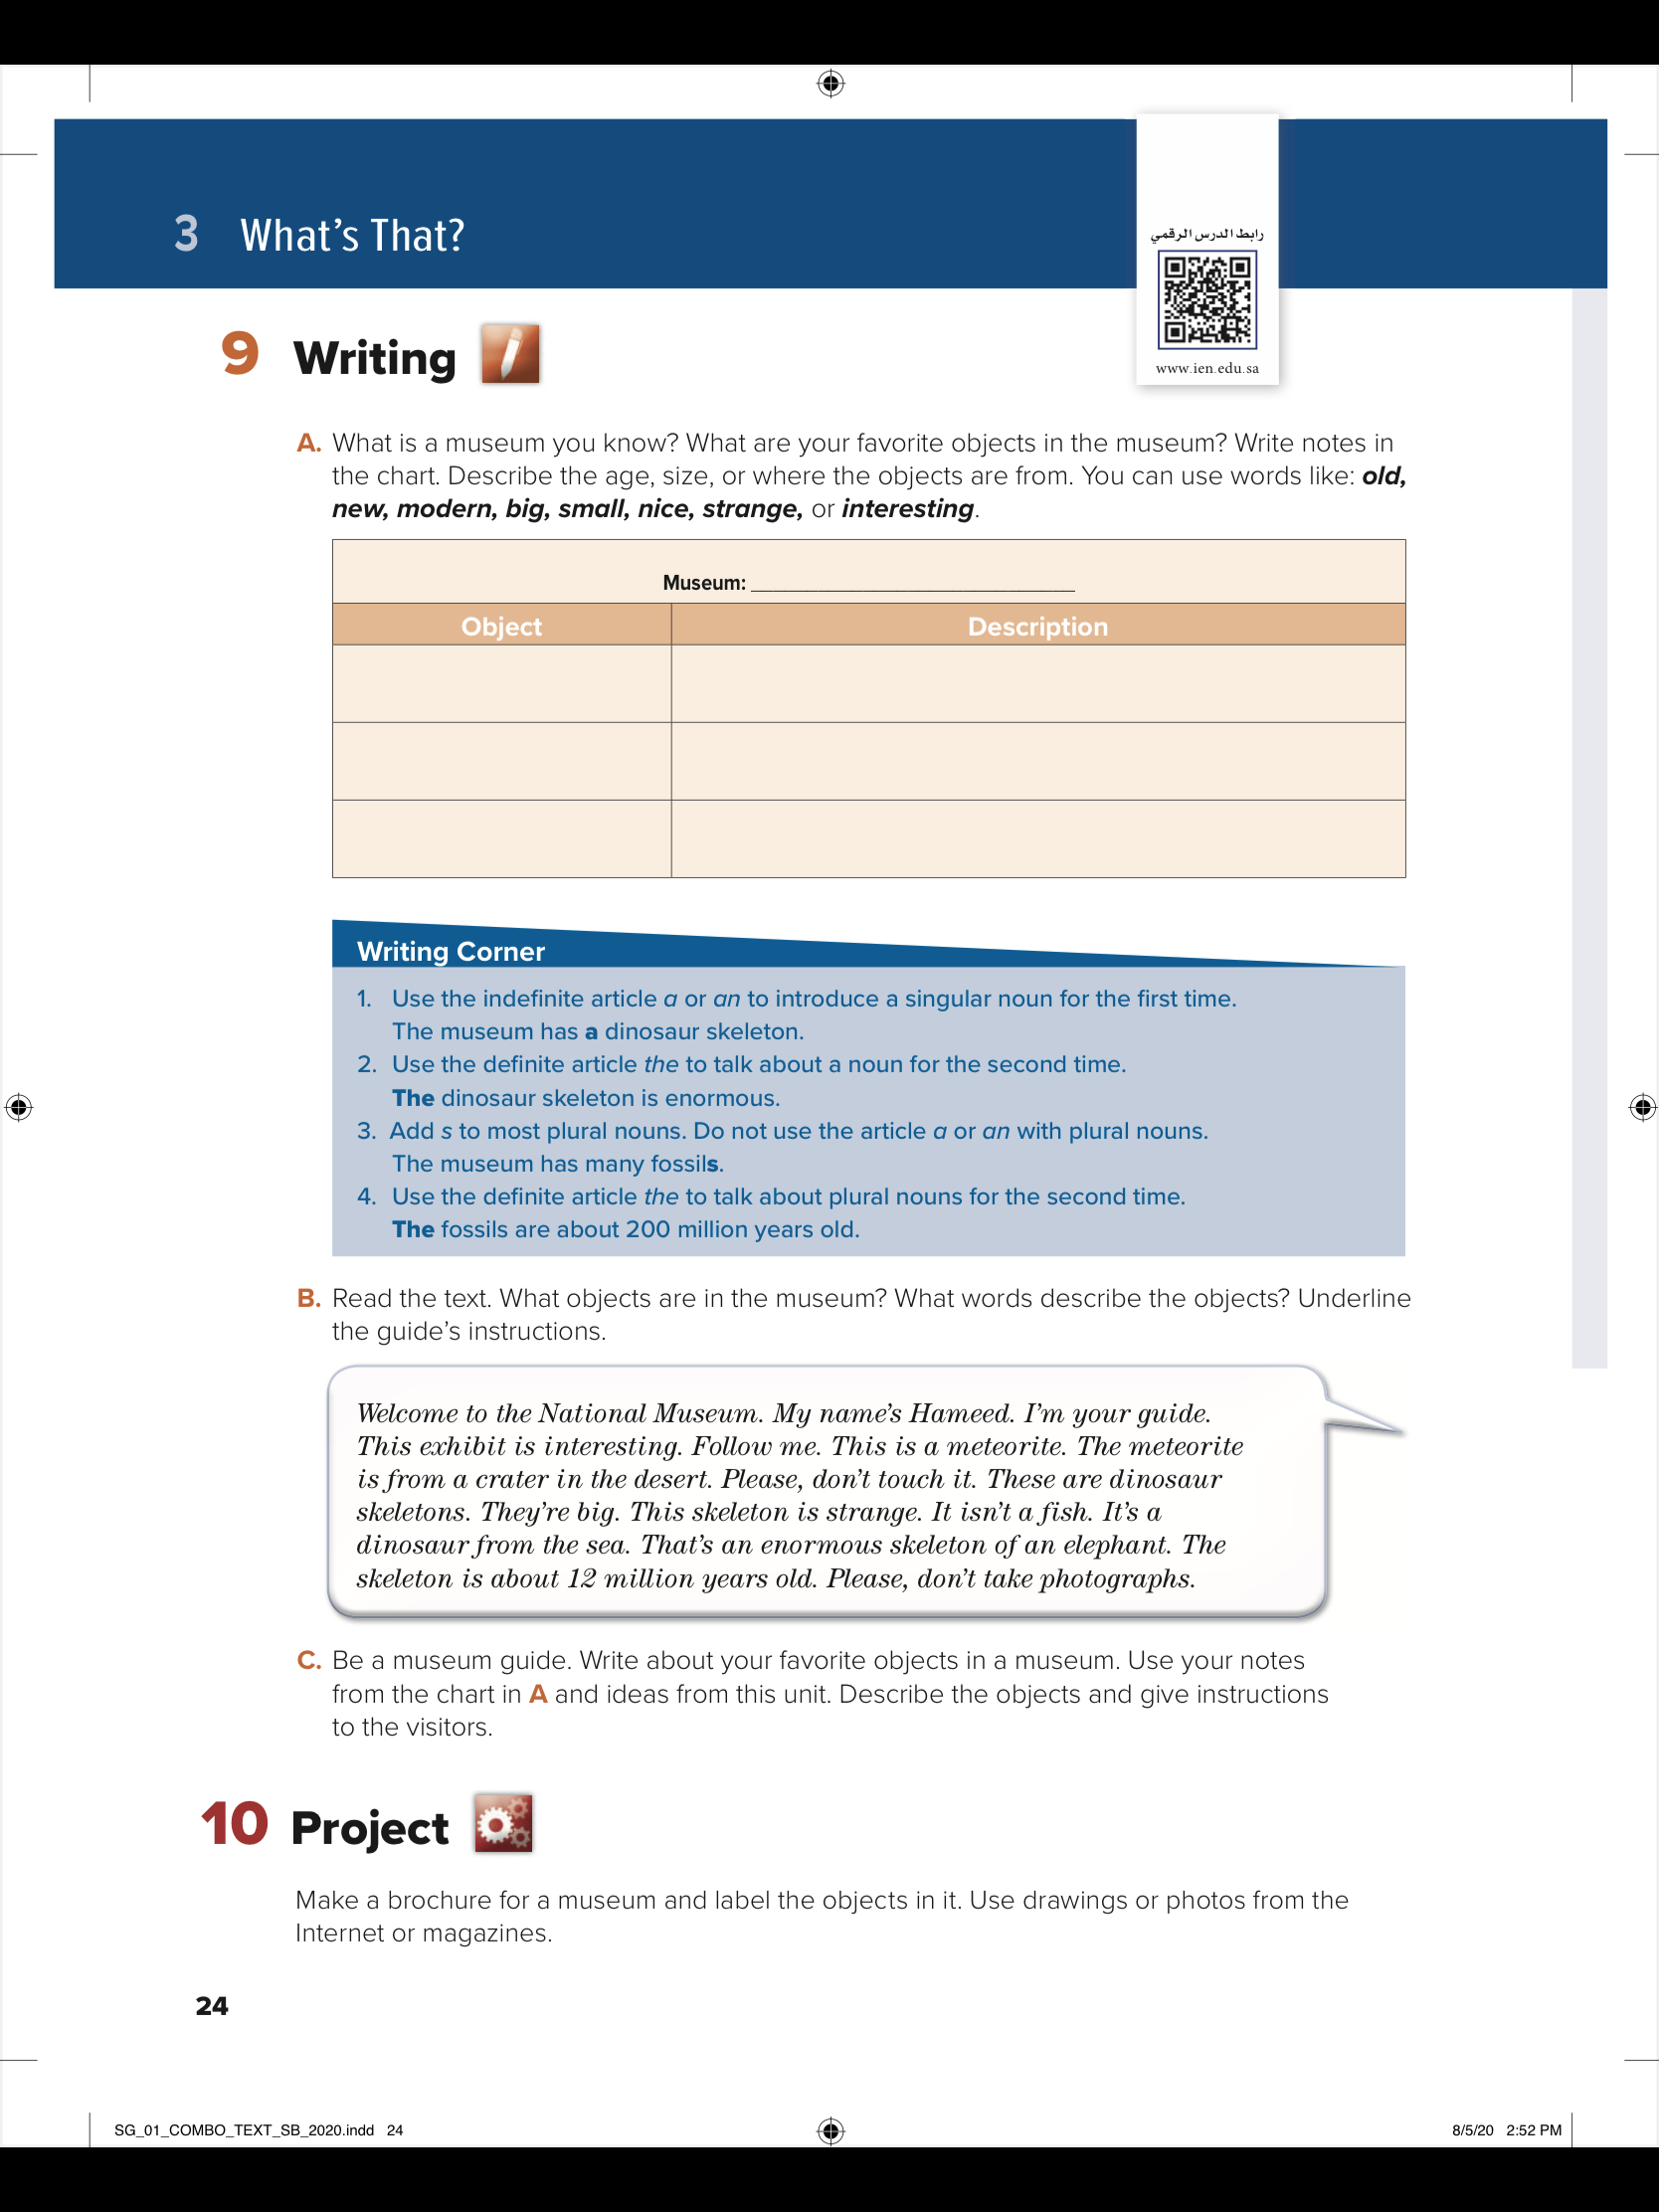 3 What's That?
رابط الدرس الرقمي
www.ien.edu.sa
9 Writing
A. What is a museum you know? What are your favorite objects in the museum? Write notes in
the chart. Describe the age, size, or where the objects are from. You can use words like: old,
new, modern, big, small, nice, strange, or interesting.
Museum: ______________________________
Object Description
Writing Corner
1. Use the indefinite article a or an to introduce a singular noun for the first time.
The museum has a dinosaur skeleton.
2. Use the definite article the to talk about a noun for the second time.
The dinosaur skeleton is enormous.
3. Add s to most plural nouns. Do not use the article a or an with plural nouns.
The museum has many fossils.
4. Use the definite article the to talk about plural nouns for the second time.
The fossils are about 200 million years old.
B. Read the text. What objects are in the museum? What words describe the objects? Underline
the guide's instructions.
Welcome to the National Museum. My name's Hameed. I'm your guide.
This exhibit is interesting. Follow me. This is a meteorite. The meteorite
is from a crater in the desert. Please, don't touch it. These are dinosaur
skeletons. They're big. This skeleton is strange. It isn't a fish. It's a
dinosaur from the sea. That's an enormous skeleton of an elephant. The
skeleton is about 12 million years old. Please, don't take photographs.
C. Be a museum guide. Write about your favorite objects in a museum. Use your notes
from the chart in A and ideas from this unit. Describe the objects and give instructions
to the visitors.
10 Project
Make a brochure for a museum and label the objects in it. Use drawings or photos from the
Internet or magazines.
24
SG_01_COMBO_TEXT_SB_2020.indd 24
8/5/20 2:52 PM